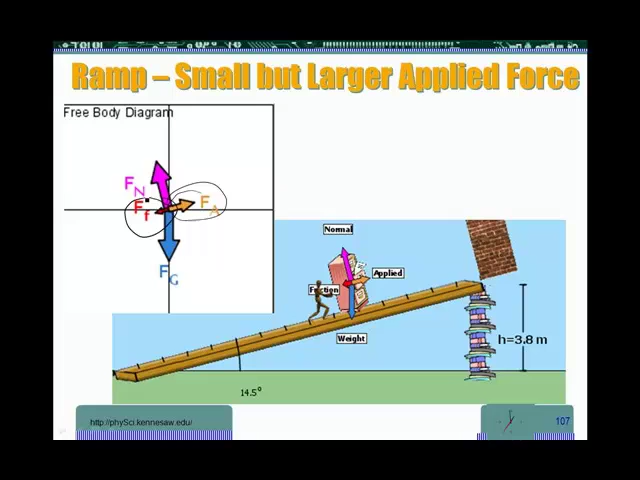 Ramp – Small but Larger Applied Force
Free Body Diagram
FN
FA
Ff
FG
Normal
Applied
Friction
Weight
h=3.8 m
14.5°
http://phySci.kennesaw.edu/
107